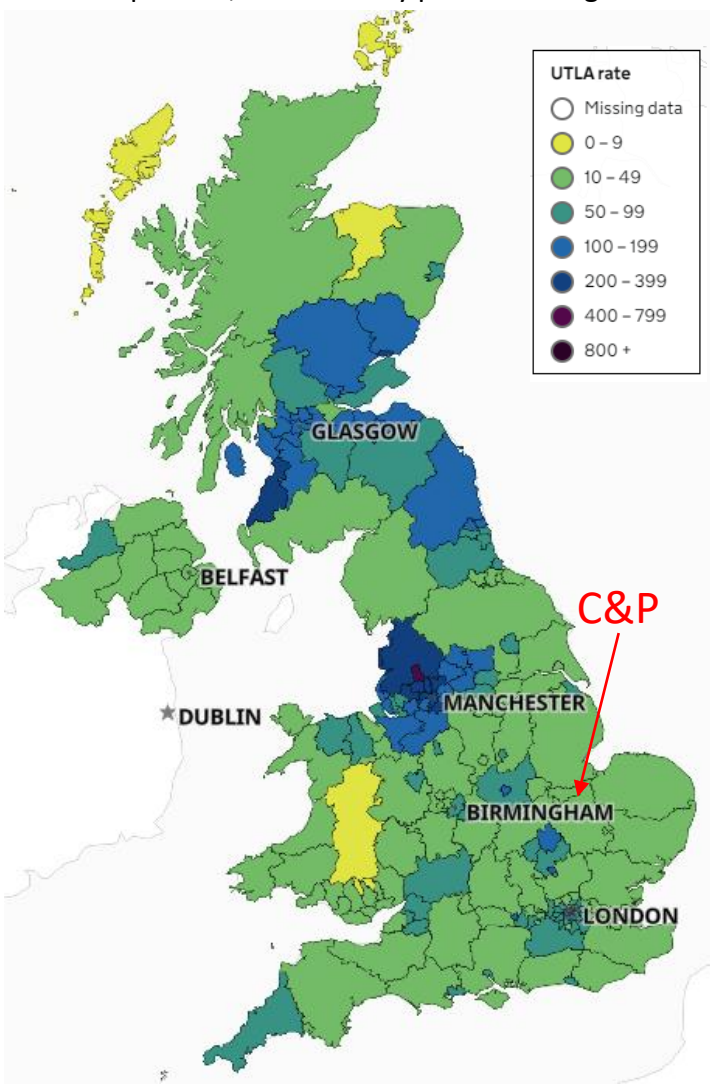 UTLA rate
Missing data
0 – 9
10 – 49
50 – 99
100 – 199
200 – 399
400 – 799
800 +
GLASGOW
BELFAST
C&P
MANCHESTER
DUBLIN
BIRMINGHAM
LONDON